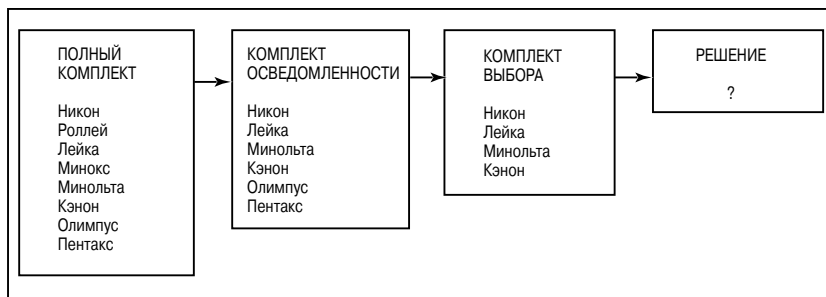 ПОЛНЫЙ
КОМПЛЕКТ
Никон
Роллей
Лейка
Минокс
Минольта
Кэнон
Олимпус
Пентакс
КОМПЛЕКТ
ОСВЕДОМЛЕННОСТИ
Никон
Лейка
Минольта
Кэнон
Олимпус
Пентакс
КОМПЛЕКТ
ВЫБОРА
Никон
Лейка
Минольта
Кэнон
РЕШЕНИЕ
?